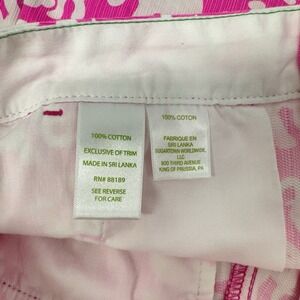 100% COTTON
EXCLUSIVE OF TRIM
MADE IN SRI LANKA
RN# 88189
SEE REVERSE
FOR CARE
100% COTTON
FABRIQUE EN
SRI LANKA
SUGARTOWN WORLDWIDE,
LLC
800 THIRD AVENUE
KING OF PRUSSIA, PA